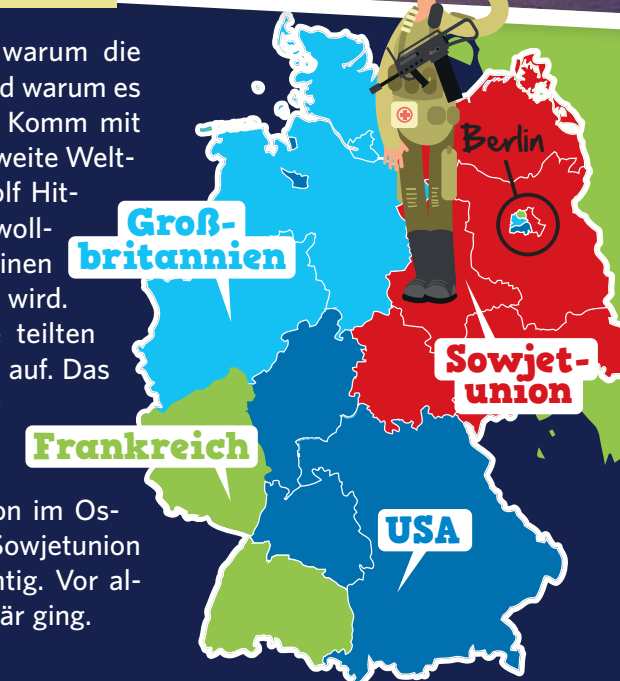 warum die
d warum es
Komm mit
weite Welt-
olf Hit-
woll-
inen
wird.
teilten
auf. Das
on im Os-
Sowjetunion
tig. Vor al-
är ging.
Berlin
Groß-
britannien
Sowjet-
union
Frankreich
USA